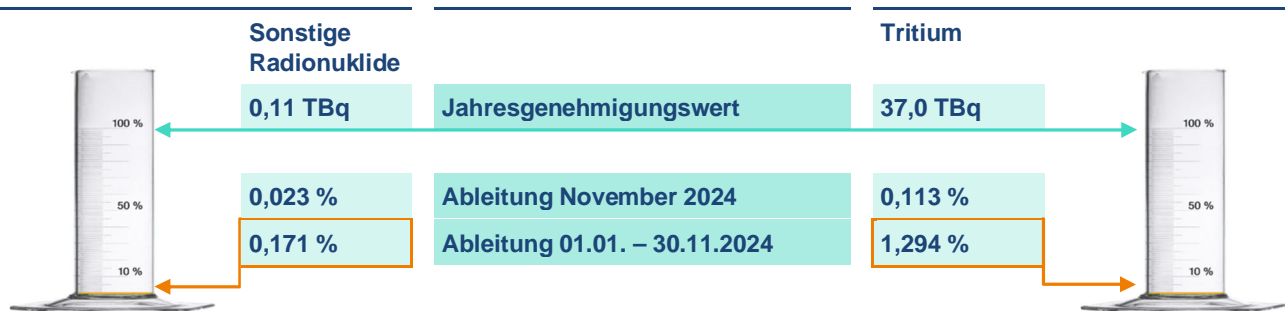 Sonstige
Radionuklide
Tritium
0,11 TBq Jahresgenehmigungswert 37,0 TBq
100 %
100 %
0,023 % Ableitung November 2024 0,113 %
50 %
50 %
0,171 % Ableitung 01.01. – 30.11.2024 1,294 %
10 %
10 %